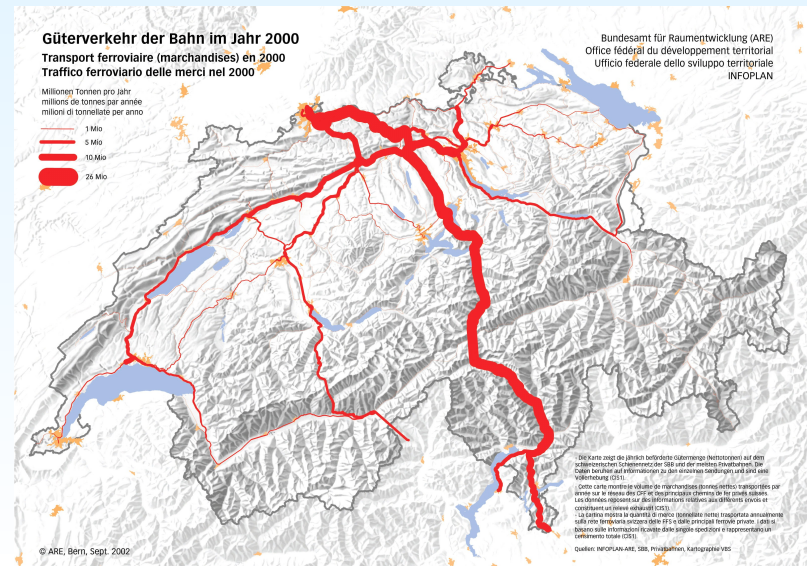 Güterverkehr der Bahn im Jahr 2000
Transport ferroviaire (marchandises) en 2000
Traffico ferroviario delle merci nel 2000
Millionen Tonnen pro Jahr
millions de tonnes par année
milioni di tonnellate per anno
1 Mio
5 Mio
10 Mio
26 Mio
Bundesamt für Raumentwicklung (ARE)
Office fédéral du développement territorial
Ufficio federale dello sviluppo territoriale
INFOPLAN
- Die Karte zeigt die jährlich beförderte Gütermenge (Nettotonnen) auf dem
schweizerischen Schienennetz der SBB und der meisten Privatbahnen. Die
Daten beruhen auf Informationen zu den einzelnen Sendungen und sind eine
Vollerhebung (CIS1).
- Cette carte montre le volume de marchandises (tonnes nettes) transportées par
année sur le réseau des CFF et des principaux chemins de fer privés suisses.
Les données reposent sur des informations relatives aux différents envois et
constituent un relevé exhaustif (CIS1).
- La cartina mostra la quantità di merce (tonnellate nette) trasportata annualmente
sulla rete ferroviaria svizzera delle FFS e dalle principali ferrovie private. I dati si
basano sulle informazioni ricavate dalle singole spedizioni e rappresentano un
censimento totale (CIS1).
Quellen: INFOPLAN-ARE, SBB, Privatbahnen, Kartographie VBS
© ARE, Bern, Sept. 2002